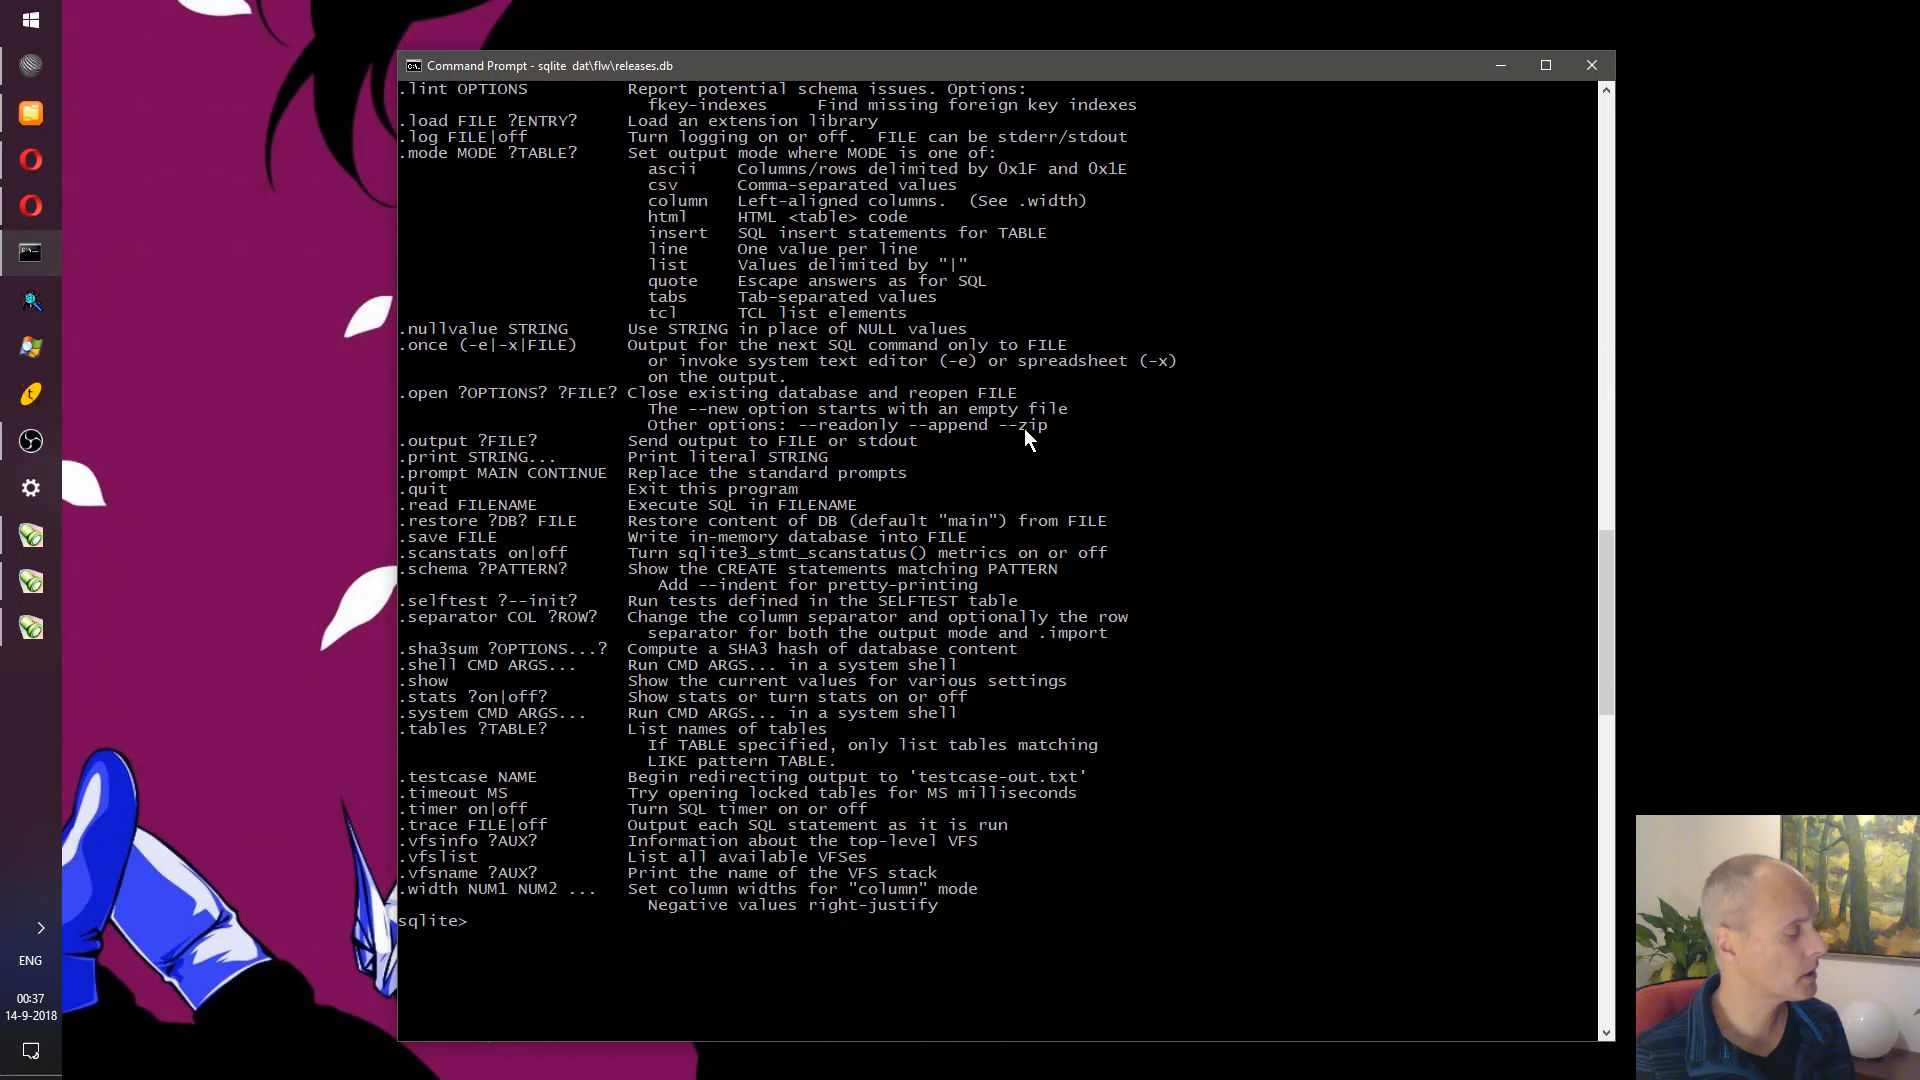 Command Prompt - sqlite dat\flw\releases.db
.lint OPTIONS Report potential schema issues. Options:
fkey-indexes Find missing foreign key indexes
.load FILE ?ENTRY? Load an extension library
.log FILE|off Turn logging on or off. FILE can be stderr/stdout
.mode MODE ?TABLE? Set output mode where MODE is one of:
ascii Columns/rows delimited by 0x1F and 0x1E
csv Comma-separated values
column Left-aligned columns. (See .width)
html HTML <table> code
insert SQL insert statements for TABLE
line One value per line
list Values delimited by "|"
quote Escape answers as for SQL
tabs Tab-separated values
tcl TCL list elements
.nullvalue STRING Use STRING in place of NULL values
.once (-e|-x|FILE) Output for the next SQL command only to FILE
or invoke system text editor (-e) or spreadsheet (-x)
on the output.
.open ?OPTIONS? ?FILE? Close existing database and reopen FILE
The --new option starts with an empty file
Other options: --readonly --append --zip
.output ?FILE? Send output to FILE or stdout
.print STRING... Print literal STRING
.prompt MAIN CONTINUE Replace the standard prompts
.quit Exit this program
.read FILENAME Execute SQL in FILENAME
.restore ?DB? FILE Restore content of DB (default "main") from FILE
.save FILE Write in-memory database into FILE
.scanstats on|off Turn sqlite3_stmt_scanstatus() metrics on or off
.schema ?PATTERN? Show the CREATE statements matching PATTERN
Add --indent for pretty-printing
.selftest ?--init? Run tests defined in the SELFTEST table
.separator COL ?ROW? Change the column separator and optionally the row
separator for both the output mode and .import
.sha3sum ?OPTIONS...? Compute a SHA3 hash of database content
.shell CMD ARGS... Run CMD ARGS... in a system shell
.show Show the current values for various settings
.stats ?on|off? Show stats or turn stats on or off
.system CMD ARGS... Run CMD ARGS... in a system shell
.tables ?TABLE? List names of tables
If TABLE specified, only list tables matching
LIKE pattern TABLE.
.testcase NAME Begin redirecting output to 'testcase-out.txt'
.timeout MS Try opening locked tables for MS milliseconds
.timer on|off Turn SQL timer on or off
.trace FILE|off Output each SQL statement as it is run
.vfsinfo ?AUX? Information about the top-level VFS
.vfslist List all available VFSes
.vfsname ?AUX? Print the name of the VFS stack
.width NUM1 NUM2 ... Set column widths for "column" mode
Negative values right-justify
sqlite>
ENG
00:37
14-9-2018